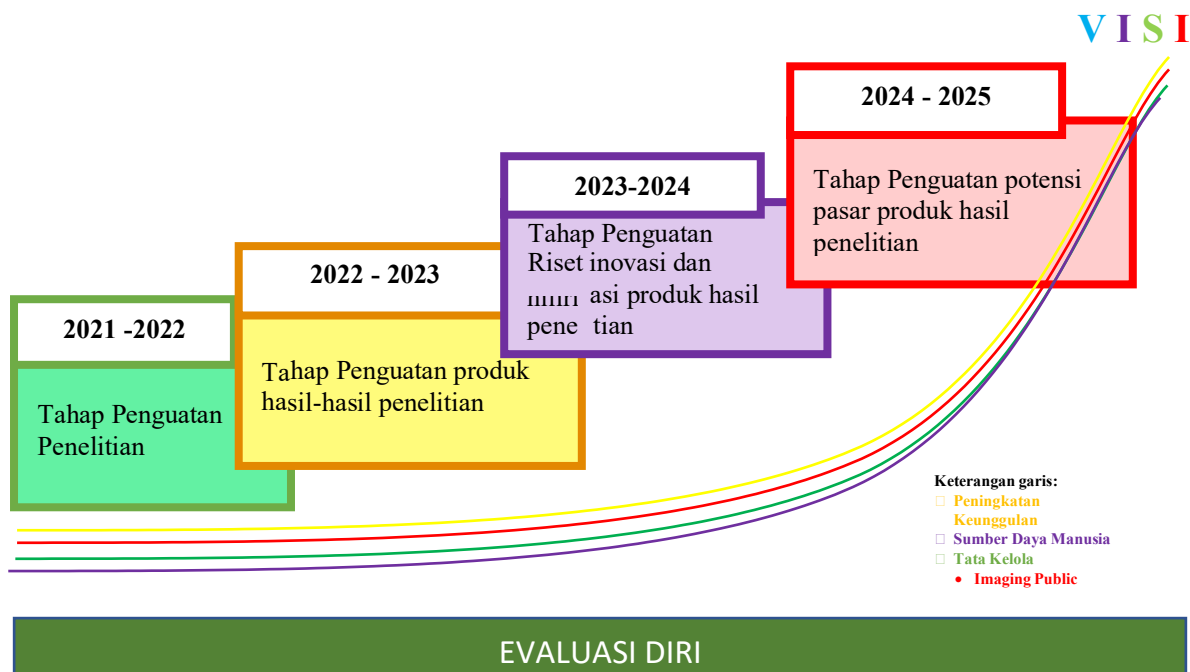 V I S I
2024 - 2025
Tahap Penguatan potensi
pasar produk hasil
penelitian
2023-2024
Tahap Penguatan
Riset inovasi dan
asi produk hasil
pene tian
2022 - 2023
Tahap Penguatan produk
hasil-hasil penelitian
2021 -2022
Tahap Penguatan
Penelitian
Keterangan garis:
Peningkatan
Keunggulan
Sumber Daya Manusia
Tata Kelola
• Imaging Public
EVALUASI DIRI